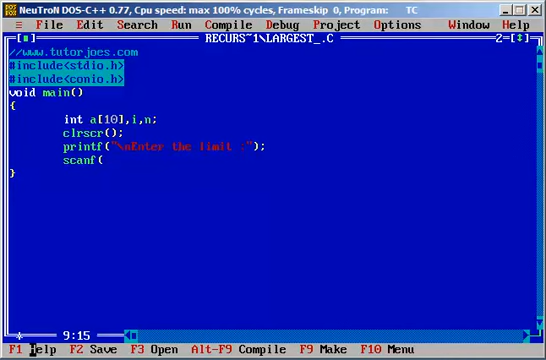 NeuTroN DOS-C++ 0.77, Cpu speed: max 100% cycles, Frameskip 0, Program: TC
≡ File Edit Search Run Compile Debug Project Options Window Help
RECURS~1\LARGEST_.C 2=[↕]
//www.tutorjoes.com
#include<stdio.h>
#include<conio.h>
void main()
{
int a[10],i,n;
clrscr();
printf("\nEnter the limit :");
scanf(
}
9:15
F1 Help F2 Save F3 Open Alt-F9 Compile F9 Make F10 Menu